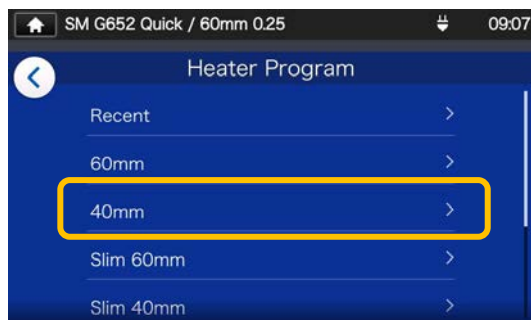 SM G652 Quick / 60mm 0.25 09:07
Heater Program
Recent
60mm
40mm
Slim 60mm
Slim 40mm